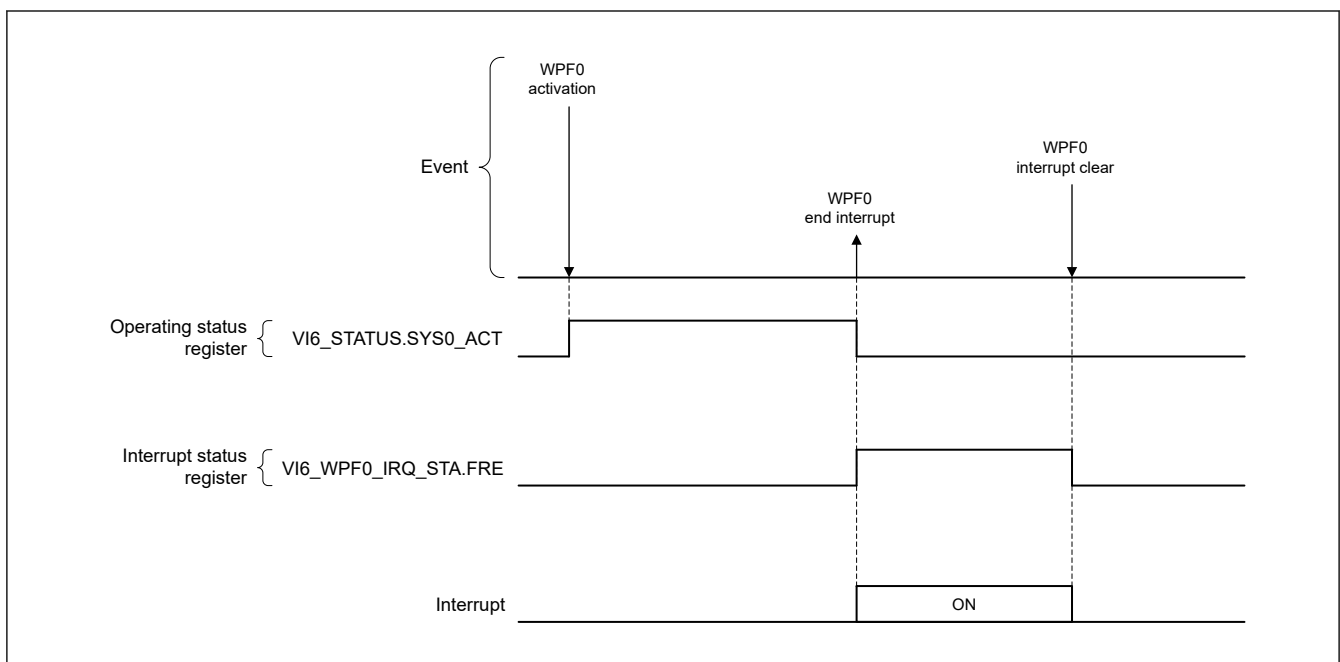 WPF0
activation
Event
WPF0
interrupt clear
WPF0
end interrupt
Operating status
register
VI6_STATUS.SYS0_ACT
Interrupt status
register
VI6_WPF0_IRQ_STA.FRE
Interrupt
ON